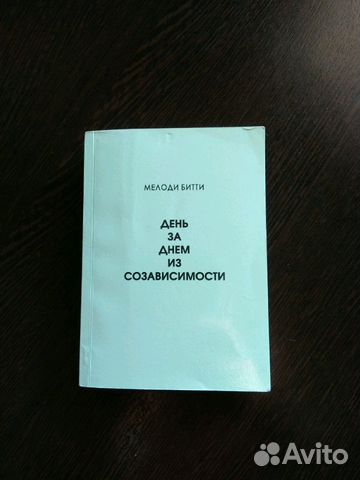 МЕЛОДИ БИТТИ
ДЕНЬ
ЗА
ДНЕМ
ИЗ
СОЗАВИСИМОСТИ
Avito